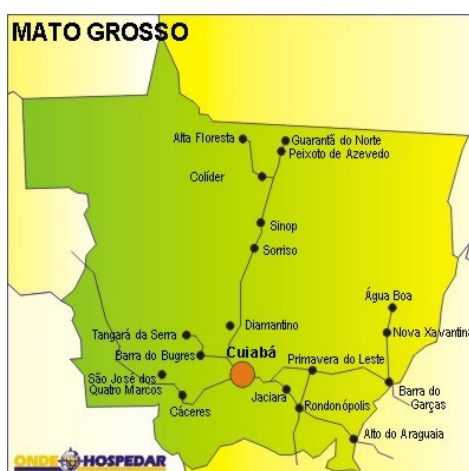 MATO GROSSO
Alta Floresta
Guarantã do Norte
Peixoto de Azevedo
Colíder
Sinop
Sorriso
Água Boa
Diamantino
Nova Xavantina
Tangará da Serra
Barra do Bugres
Cuiabá
Primavera do Leste
São José dos
Quatro Marcos
Cáceres
Jaciara
Rondonópolis
Barra do
Garças
Alto do Araguaia
ONDE HOSPEDAR